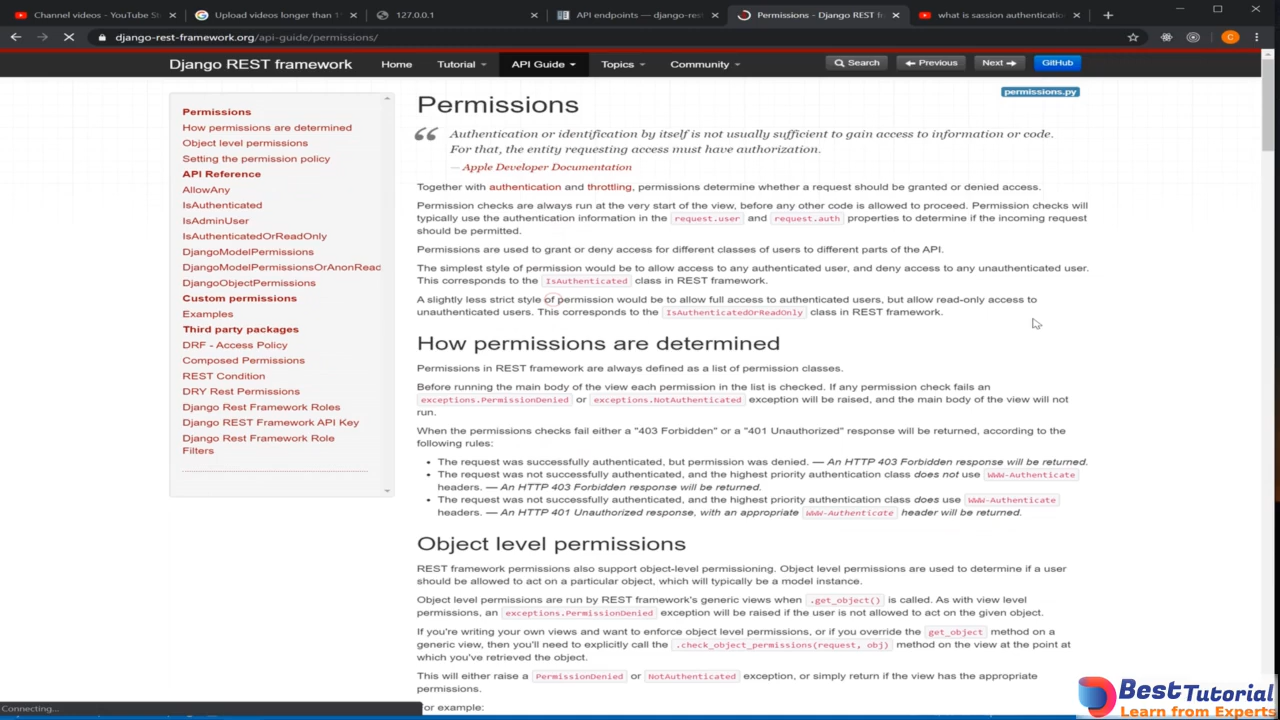 Channel videos - YouTube St
Upload videos longer than 1
127.0.0.1
API endpoints — django-res
Permissions - Django REST f
what is sassion authenticatio
django-rest-framework.org/api-guide/permissions/
C
Django REST framework
Home
Tutorial
API Guide
Topics
Community
Search
Previous
Next
GitHub
Permissions
How permissions are determined
Object level permissions
Setting the permission policy
API Reference
AllowAny
IsAuthenticated
IsAdminUser
IsAuthenticatedOrReadOnly
DjangoModelPermissions
DjangoModelPermissionsOrAnonRead
DjangoObjectPermissions
Custom permissions
Examples
Third party packages
DRF - Access Policy
Composed Permissions
REST Condition
DRY Rest Permissions
Django Rest Framework Roles
Django REST Framework API Key
Django Rest Framework Role
Filters
permissions.py
Permissions
Authentication or identification by itself is not usually sufficient to gain access to information or code.
For that, the entity requesting access must have authorization.
— Apple Developer Documentation
Together with authentication and throttling, permissions determine whether a request should be granted or denied access.
Permission checks are always run at the very start of the view, before any other code is allowed to proceed. Permission checks will
typically use the authentication information in the request.user and request.auth properties to determine if the incoming request
should be permitted.
Permissions are used to grant or deny access for different classes of users to different parts of the API.
The simplest style of permission would be to allow access to any authenticated user, and deny access to any unauthenticated user.
This corresponds to the IsAuthenticated class in REST framework.
A slightly less strict style of permission would be to allow full access to authenticated users, but allow read-only access to
unauthenticated users. This corresponds to the IsAuthenticatedOrReadOnly class in REST framework.
How permissions are determined
Permissions in REST framework are always defined as a list of permission classes.
Before running the main body of the view each permission in the list is checked. If any permission check fails an
exceptions.PermissionDenied or exceptions.NotAuthenticated exception will be raised, and the main body of the view will not
run.
When the permissions checks fail either a "403 Forbidden" or a "401 Unauthorized" response will be returned, according to the
following rules:
• The request was successfully authenticated, but permission was denied. — An HTTP 403 Forbidden response will be returned.
• The request was not successfully authenticated, and the highest priority authentication class does not use WWW-Authenticate
headers. — An HTTP 403 Forbidden response will be returned.
• The request was not successfully authenticated, and the highest priority authentication class does use WWW-Authenticate
headers. — An HTTP 401 Unauthorized response, with an appropriate WWW-Authenticate header will be returned.
Object level permissions
REST framework permissions also support object-level permissioning. Object level permissions are used to determine if a user
should be allowed to act on a particular object, which will typically be a model instance.
Object level permissions are run by REST framework's generic views when .get_object() is called. As with view level
permissions, an exceptions.PermissionDenied exception will be raised if the user is not allowed to act on the given object.
If you're writing your own views and want to enforce object level permissions, or if you override the get_object method on a
generic view, then you'll need to explicitly call the .check_object_permissions(request, obj) method on the view at the point at
which you've retrieved the object.
This will either raise a PermissionDenied or NotAuthenticated exception, or simply return if the view has the appropriate
permissions.
For example:
Connecting...
BestTutorial
Learn from Experts